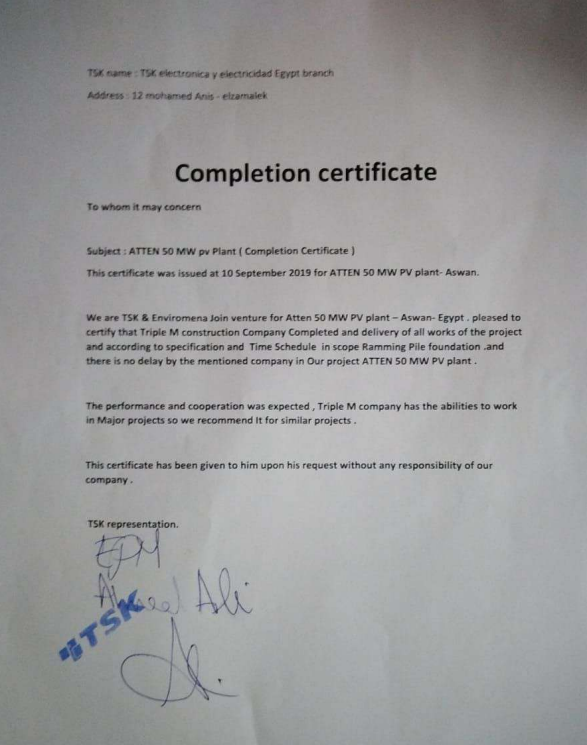 TSK name : TSK electronica y electricidad Egypt branch
Address : 12 mohamed Anis - elzamalek
Completion certificate
To whom it may concern
Subject : ATTEN 50 MW pv Plant ( Completion Certificate )
This certificate was issued at 10 September 2019 for ATTEN 50 MW PV plant- Aswan.
We are TSK & Enviromena Join venture for Atten 50 MW PV plant – Aswan- Egypt . pleased to
certify that Triple M construction Company Completed and delivery of all works of the project
and according to specification and Time Schedule in scope Ramming Pile foundation .and
there is no delay by the mentioned company in Our project ATTEN 50 MW PV plant .
The performance and cooperation was expected , Triple M company has the abilities to work
in Major projects so we recommend It for similar projects .
This certificate has been given to him upon his request without any responsibility of our
company .
TSK representation.
Ali
TSK